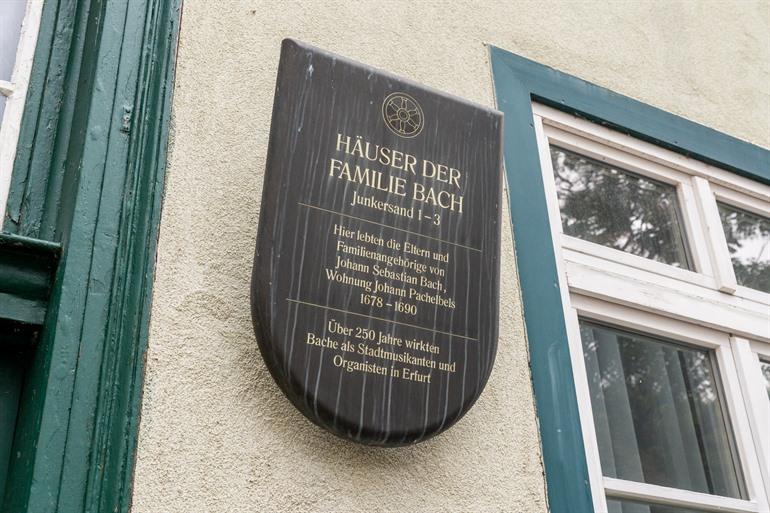 HÄUSER DER
FAMILIE BACH
Junkersand 1–3
Hier lebten die Eltern und
Familienangehörige von
Johann Sebastian Bach,
Wohnung Johann Pachelbels
1678–1690
Über 250 Jahre wirkten
Bache als Stadtmusikanten und
Organisten in Erfurt